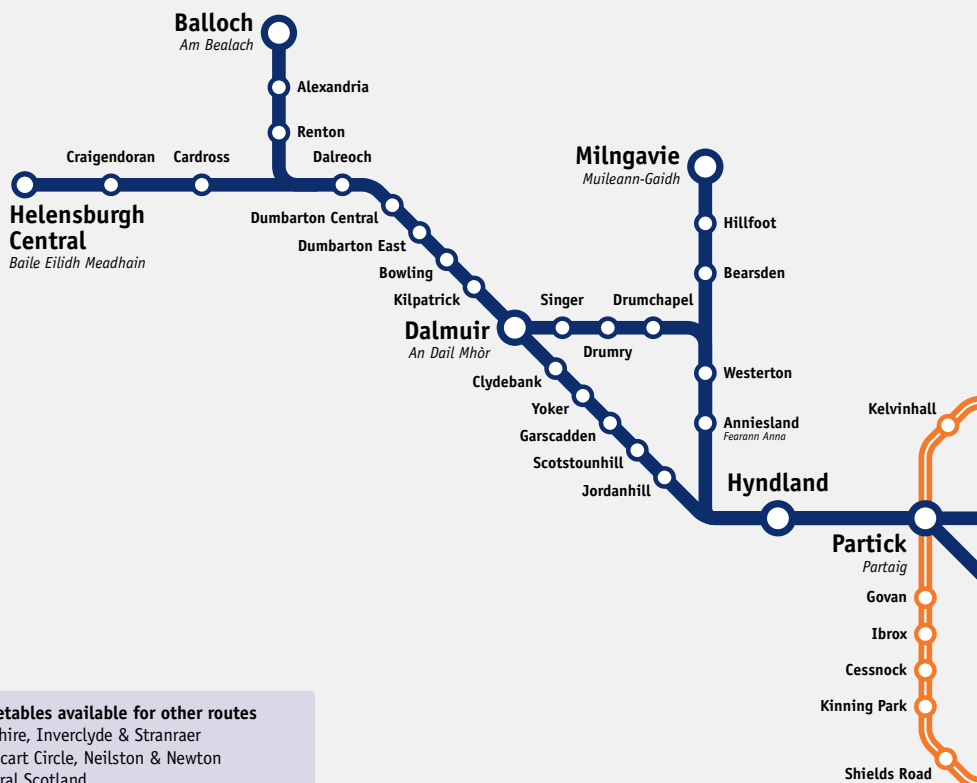 Balloch
Am Bealach
Alexandria
Renton
Craigendoran
Cardross
Dalreoch
Helensburgh
Central
Baile Eilidh Meadhain
Dumbarton Central
Dumbarton East
Bowling
Kilpatrick
Dalmuir
An Dail Mhòr
Singer
Drumchapel
Drumry
Milngavie
Muileann-Gaidh
Hillfoot
Bearsden
Westerton
Anniesland
Fearann Anna
Clydebank
Yoker
Garscadden
Scotstounhill
Jordanhill
Hyndland
Kelvinhall
Partick
Partaig
Govan
Ibrox
Cessnock
Kinning Park
Shields Road
available for other routes
Inverclyde & Stranraer
Circle, Neilston & Newton
Scotland